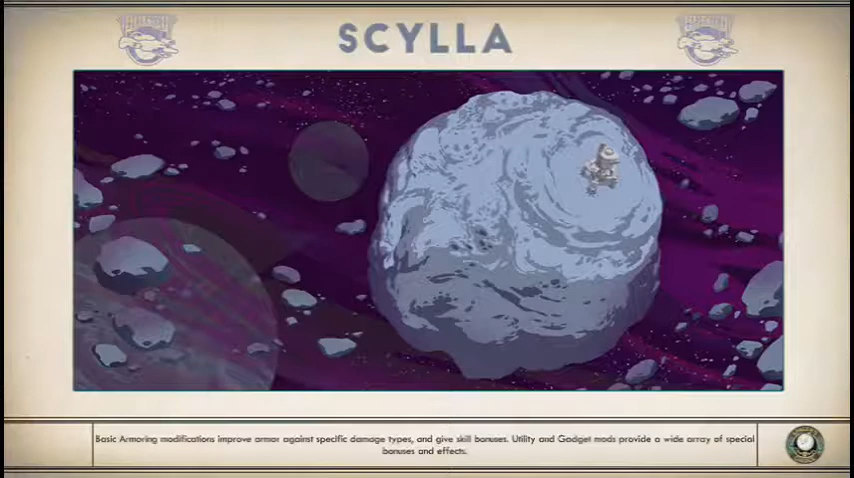 SCYLLA
Basic Armoring modifications improve armor against specific damage types, and give skill bonuses. Utility and Gadget mods provide a wide array of special
bonuses and effects.